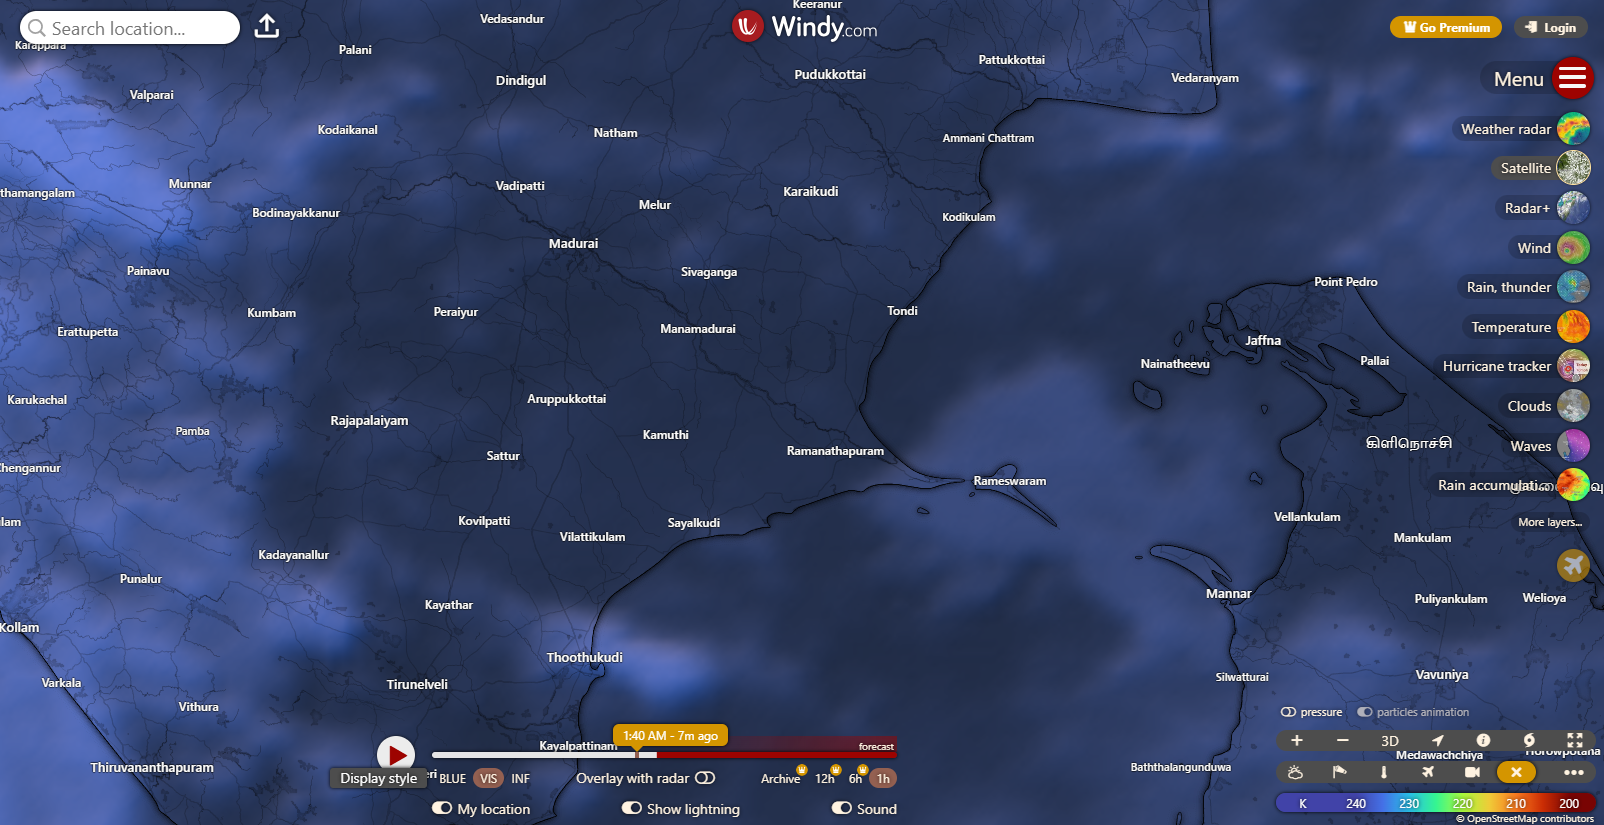 Search location...
Windy.com
Go Premium
Login
Menu
Weather radar
Satellite
Radar+
Wind
Rain, thunder
Temperature
Hurricane tracker
Clouds
Waves
Rain accumulati...
More layers...
Keeranur
Vedasandur
Karappara
Palani
Pattukkottai
Pudukkottai
Vedaranyam
Dindigul
Valparai
Kodaikanal
Natham
Ammani Chattram
Munnar
Vadipatti
Karaikudi
thamangalam
Melur
Bodinayakkanur
Kodikulam
Madurai
Painavu
Sivaganga
Point Pedro
Kumbam
Peraiyur
Tondi
Erattupetta
Manamadurai
Jaffna
Nainatheevu
Pallai
Karukachal
Aruppukkottai
Rajapalaiyam
Pamba
Kamuthi
கிளிநொச்சி
Ramanathapuram
Sattur
Chengannur
Rameswaram
Vellankulam
lam
Kovilpatti
Sayalkudi
Vilattikulam
Mankulam
Kadayanallur
Punalur
Mannar
Puliyankulam
Welioya
Kayathar
Kollam
Thoothukudi
Varkala
Tirunelveli
Silwatturai
Vavuniya
Vithura
Kayalpattinam
Thiruvananthapuram
Baththalangunduwa
Medawachchiya
Horowpotana
pressure
particles animation
3D
1:40 AM - 7m ago
forecast
Display style
eri
BLUE
VIS
INF
Overlay with radar
Archive
12h
6h
1h
My location
Show lightning
Sound
K 240 230 220 210 200
© OpenStreetMap contributors